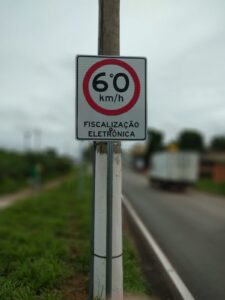 60
km/h
FISCALIZAÇÃO
ELETRÔNICA